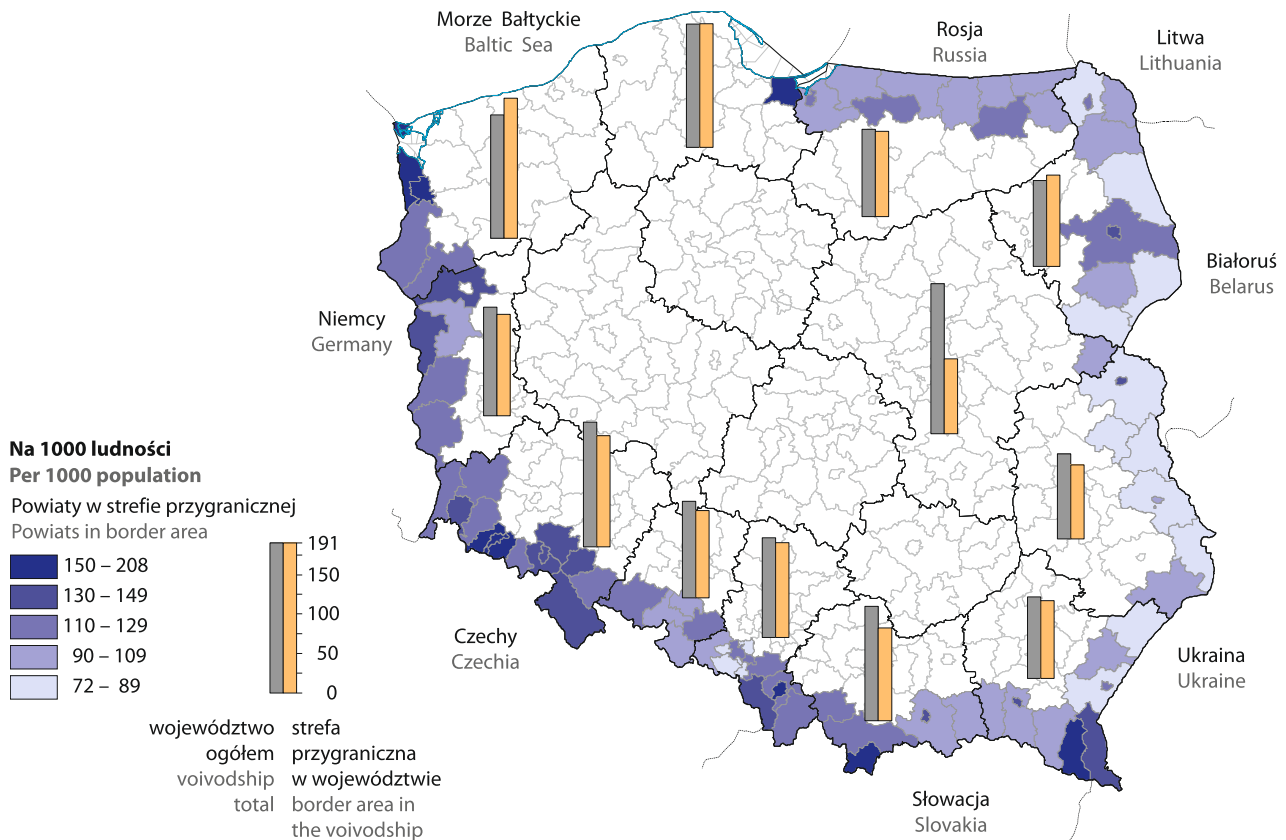 Morze Bałtyckie
Baltic Sea
Rosja
Russia
Litwa
Lithuania
Białoruś
Belarus
Niemcy
Germany
Na 1000 ludności
Per 1000 population
Powiaty w strefie przygranicznej
Powiats in border area
150 – 208
130 – 149
110 – 129
90 – 109
72 – 89
191
150
100
50
0
województwo
ogółem
voivodship
total
strefa
przygraniczna
w województwie
border area in
the voivodship
Czechy
Czechia
Ukraina
Ukraine
Słowacja
Slovakia